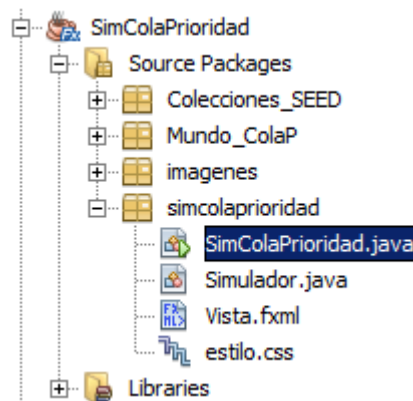 SimColaPrioridad
Source Packages
Colecciones_SEED
Mundo_ColaP
imagenes
simcolaprioridad
SimColaPrioridad.java
Simulador.java
Vista.fxml
estilo.css
Libraries